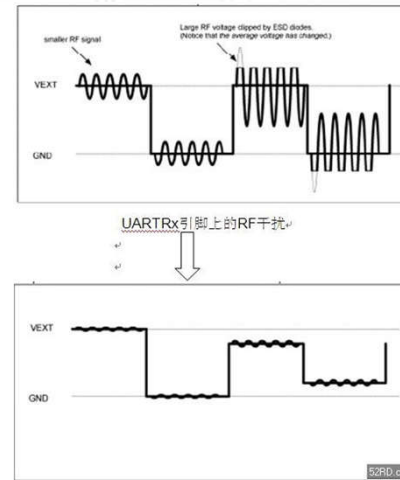 smaller RF signal
Large RF voltage clipped by ESD diodes.
(Notice that the average voltage has changed.)
VEXT
GND
UARTRx引脚上的RF干扰
VEXT
GND